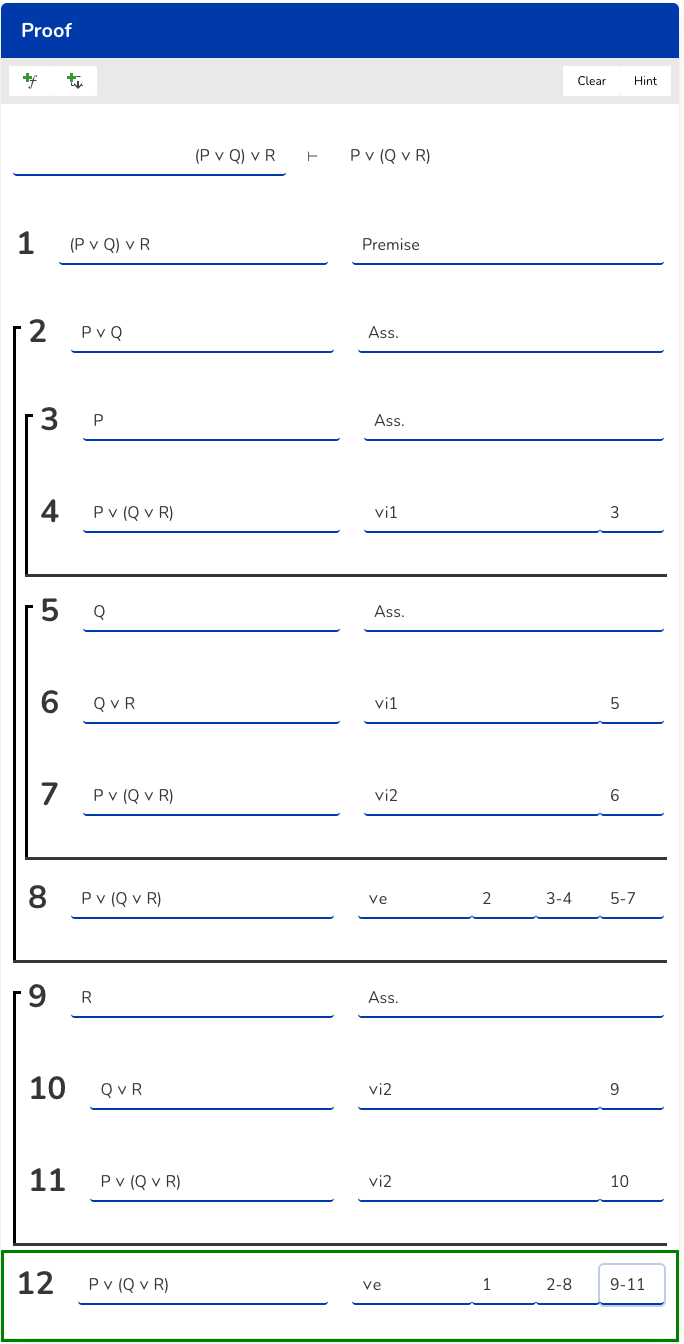 Proof
Clear Hint
(P ∨ Q) ∨ R ⊢ P ∨ (Q ∨ R)
1 (P ∨ Q) ∨ R Premise
2 P ∨ Q Ass.
3 P Ass.
4 P ∨ (Q ∨ R) ∨i1 3
5 Q Ass.
6 Q ∨ R ∨i1 5
7 P ∨ (Q ∨ R) ∨i2 6
8 P ∨ (Q ∨ R) ∨e 2 3-4 5-7
9 R Ass.
10 Q ∨ R ∨i2 9
11 P ∨ (Q ∨ R) ∨i2 10
12 P ∨ (Q ∨ R) ∨e 1 2-8 9-11